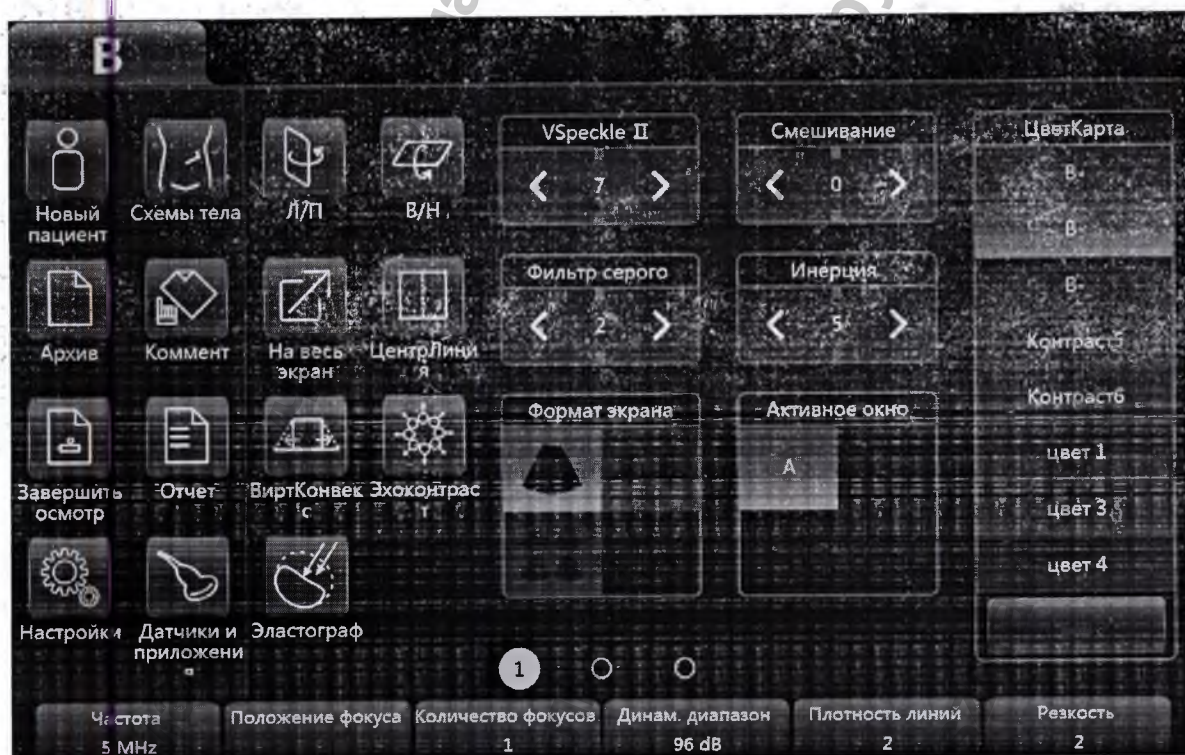 B
Новый
пациент
Схемы тела
Л/П
В/Н
VSpeckle II
7
Смешивание
0
ЦветКарта
B-
B-
B-
Контраст5
Контраст6
цвет 1
цвет 3
цвет 4
Архив
Коммент
На весь
экран
ЦентрЛини
я
Фильтр серого
2
Инерция
5
Завершить
осмотр
Отчет
ВиртКонвек
с
Эхоконтрас
т
Формат экрана
Активное окно
A
Настройки
Датчики и
приложени
Эластограф
1
Частота
5 MHz
Положение фокуса
Количество фокусов
1
Динам. диапазон
96 dB
Плотность линий
2
Резкость
2